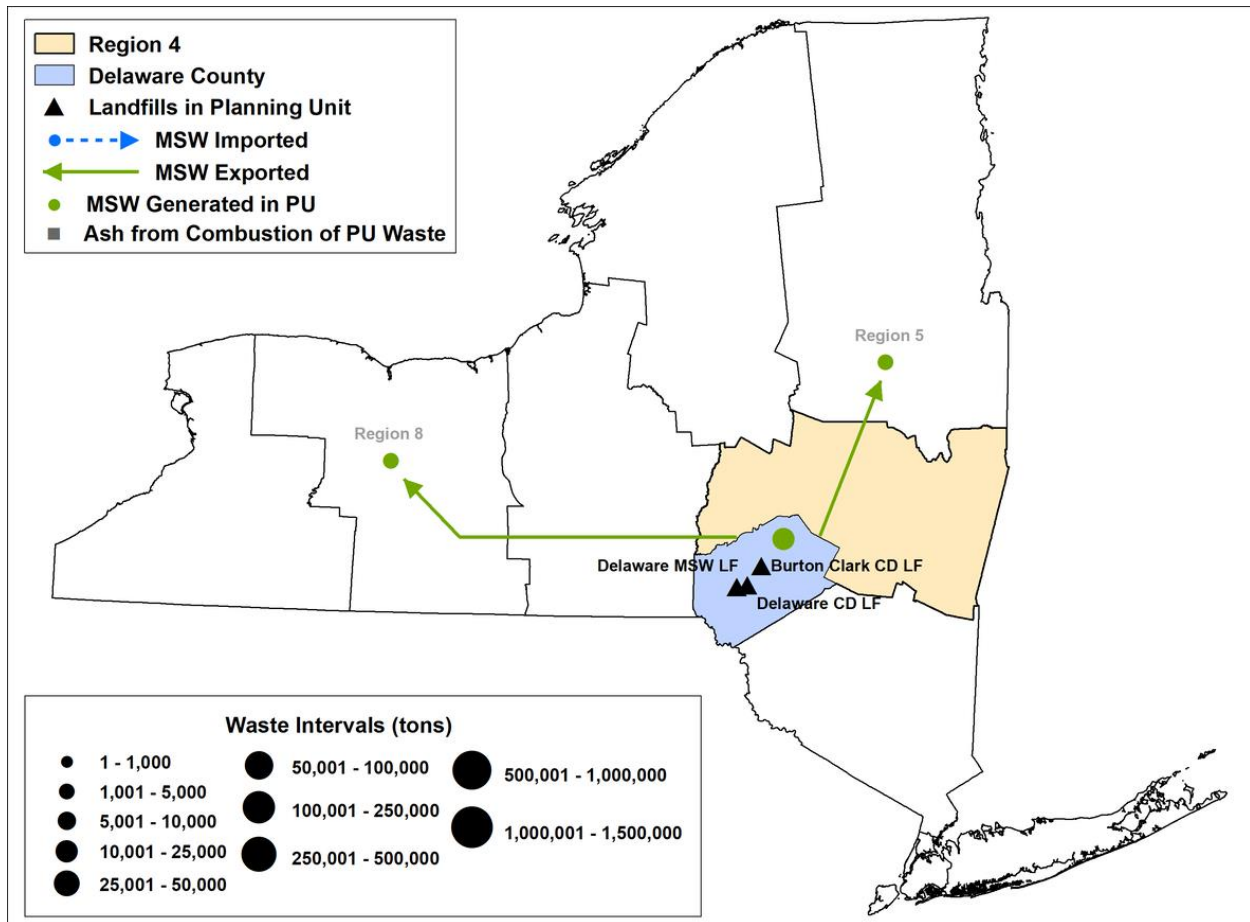 Region 4
Delaware County
Landfills in Planning Unit
MSW Imported
MSW Exported
MSW Generated in PU
Ash from Combustion of PU Waste
Region 5
Region 8
Delaware MSW LF
Burton Clark CD LF
Delaware CD LF
Waste Intervals (tons)
1 - 1,000
1,001 - 5,000
5,001 - 10,000
10,001 - 25,000
25,001 - 50,000
50,001 - 100,000
100,001 - 250,000
250,001 - 500,000
500,001 - 1,000,000
1,000,001 - 1,500,000